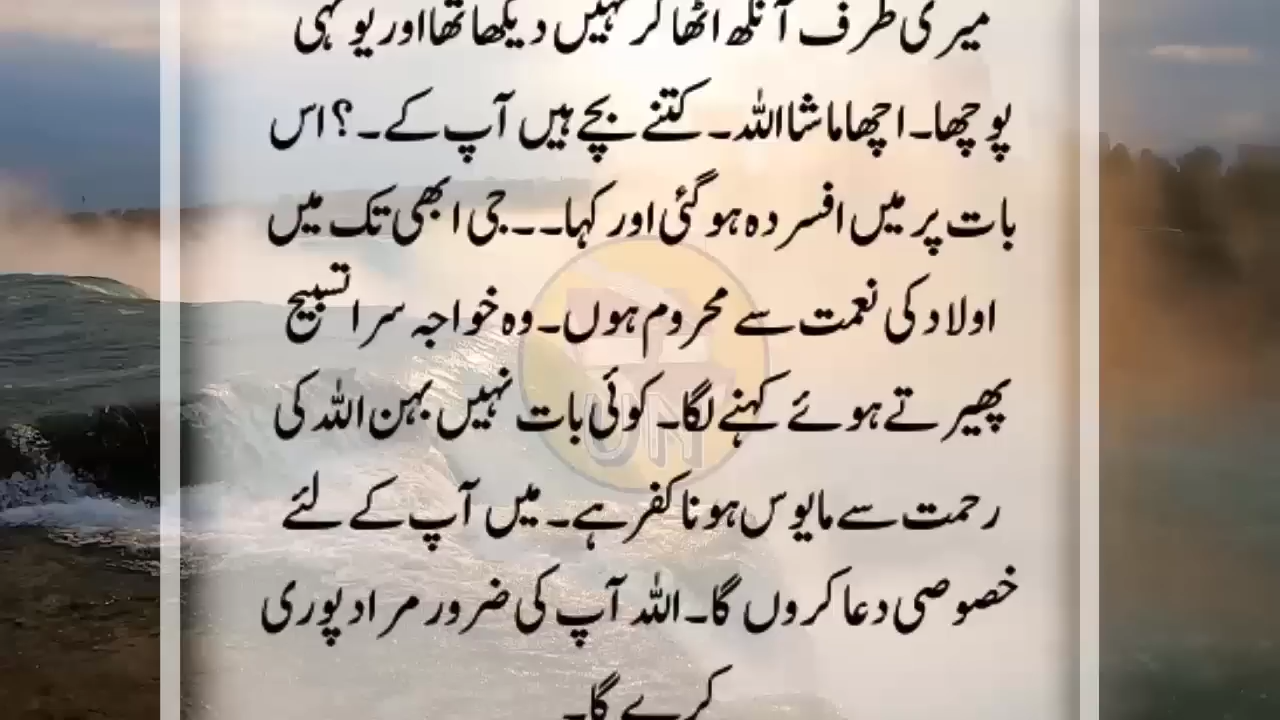 میری طرف آنکھ اٹھا کر نہیں دیکھا تھا اور یونہی
پوچھا۔ اچھا ماشااللہ۔ کتنے بچے ہیں آپ کے۔؟ اس
بات پر میں افسردہ ہو گئی اور کہا۔۔ جی ابھی تک میں
اولاد کی نعمت سے محروم ہوں۔ وہ خواجہ سرا تسبیح
پھیرتے ہوئے کہنے لگا۔ کوئی بات نہیں بہن اللہ کی
رحمت سے مایوس ہونا کفر ہے۔ میں آپ کے لئے
خصوصی دعا کروں گا۔ اللہ آپ کی ضرور مراد پوری
کرے گا۔
UH